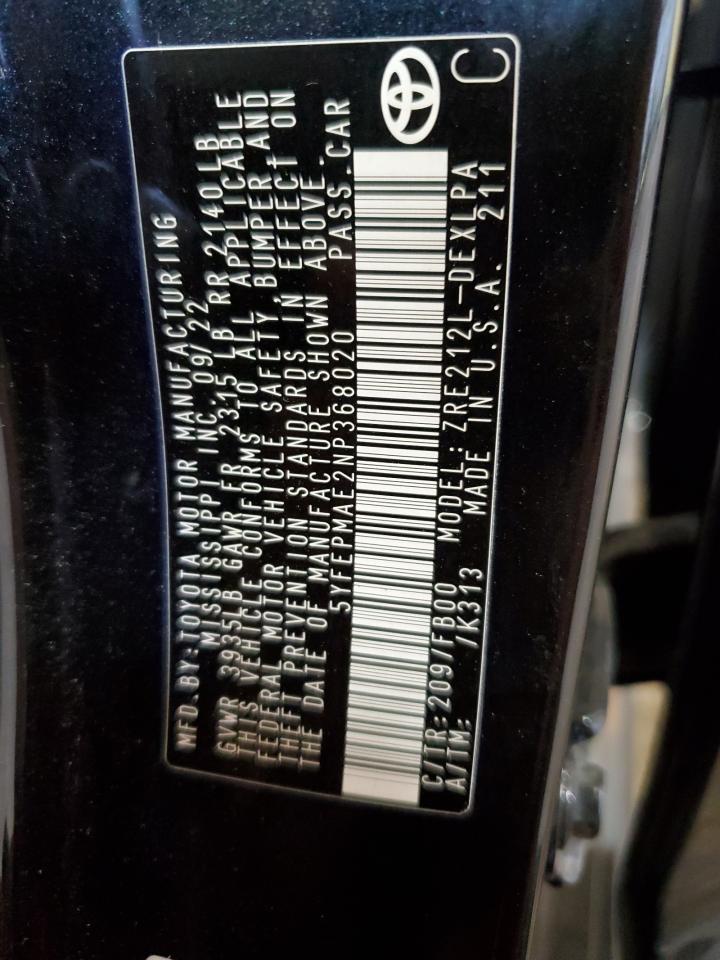 MFD. BY: TOYOTA MOTOR MANUFACTURING
MISSISSIPPI INC. 09/22
GVWR 3935LB GAWR FR 2315 LB RR 2140LB
THIS VEHICLE CONFORMS TO ALL APPLICABLE
FEDERAL MOTOR VEHICLE SAFETY, BUMPER AND
THEFT PREVENTION STANDARDS IN EFFECT ON
THE DATE OF MANUFACTURE SHOWN ABOVE.
5YFEPMAE2NP368020 PASS.CAR
C/TR: 209/FB00 MODEL: ZRE212L-DEXLPA
A/TM: /K313 MADE IN U.S.A. 211
C